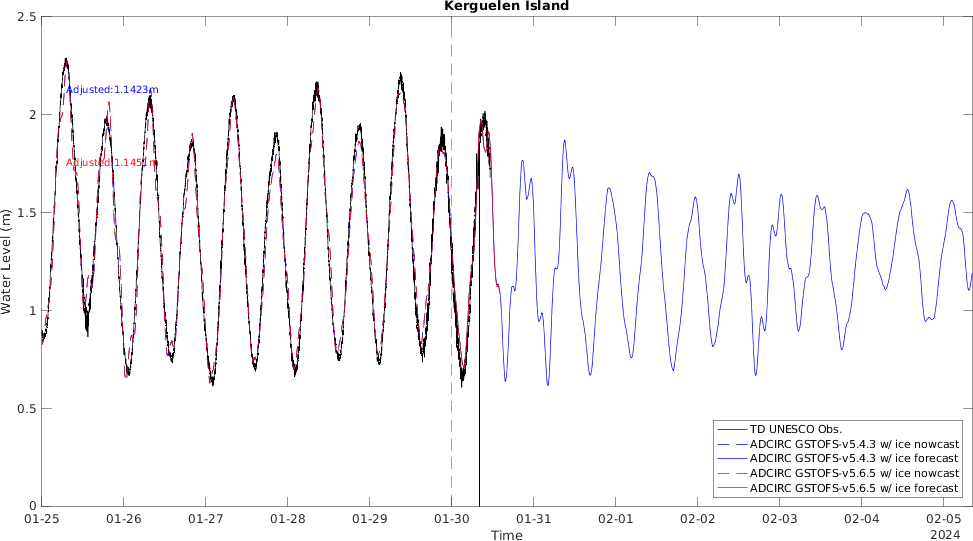 Kerguelen Island
2.5
2
1.5
1
0.5
0
Water Level (m)
Adjusted:1.1423m
Adjusted:1.1451m
TD UNESCO Obs.
ADCIRC GSTOFS-v5.4.3 w/ ice nowcast
ADCIRC GSTOFS-v5.4.3 w/ ice forecast
ADCIRC GSTOFS-v5.6.5 w/ ice nowcast
ADCIRC GSTOFS-v5.6.5 w/ ice forecast
01-25 01-26 01-27 01-28 01-29 01-30 01-31 02-01 02-02 02-03 02-04 02-05
2024
Time